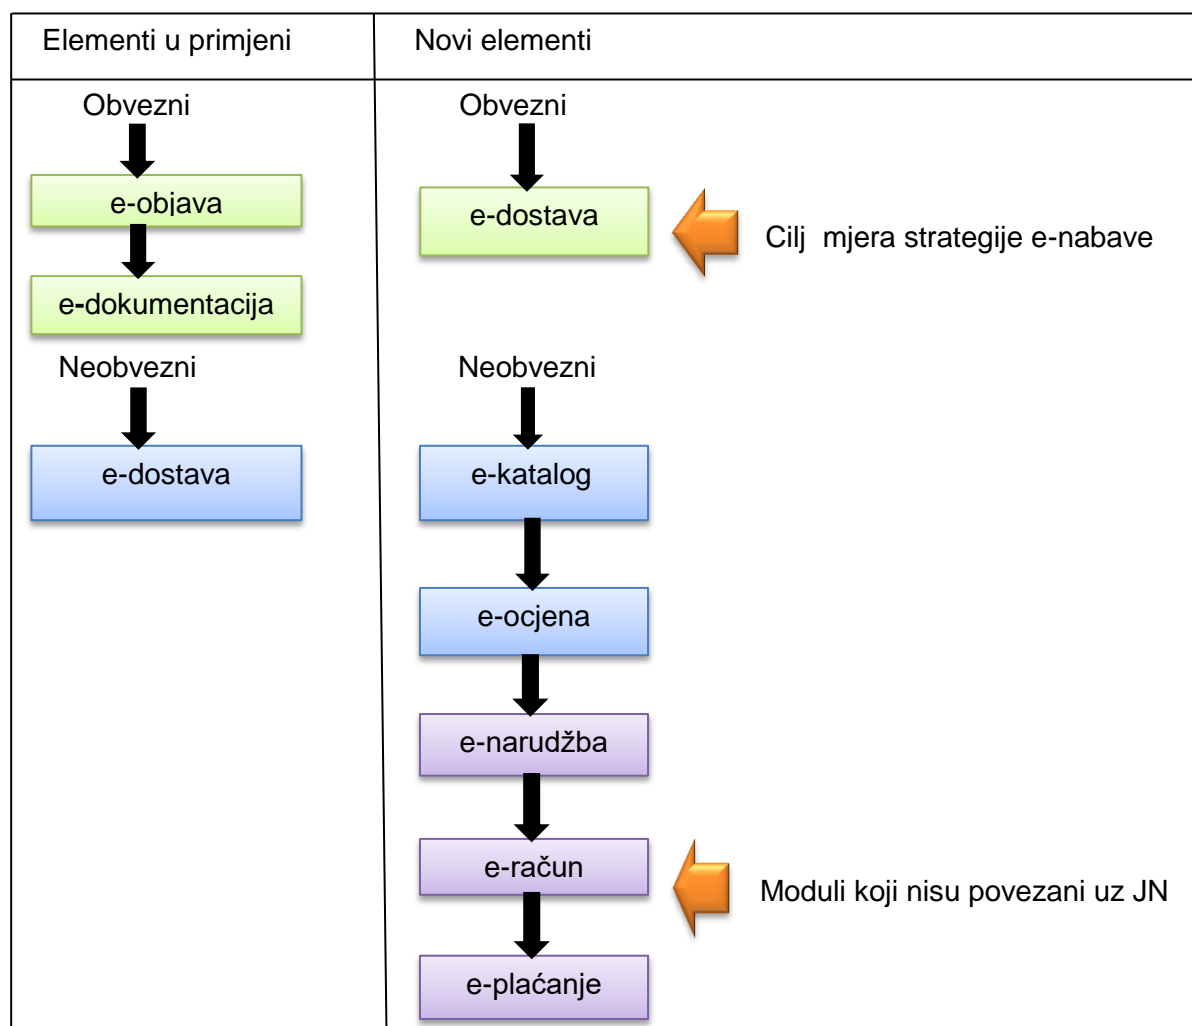 Elementi u primjeni
Novi elementi
Obvezni
e-objava
e-dokumentacija
Neobvezni
e-dostava
Obvezni
e-dostava
Cilj  mjera strategije e-nabave
Neobvezni
e-katalog
e-ocjena
e-narudžba
e-račun
Moduli koji nisu povezani uz JN
e-plaćanje